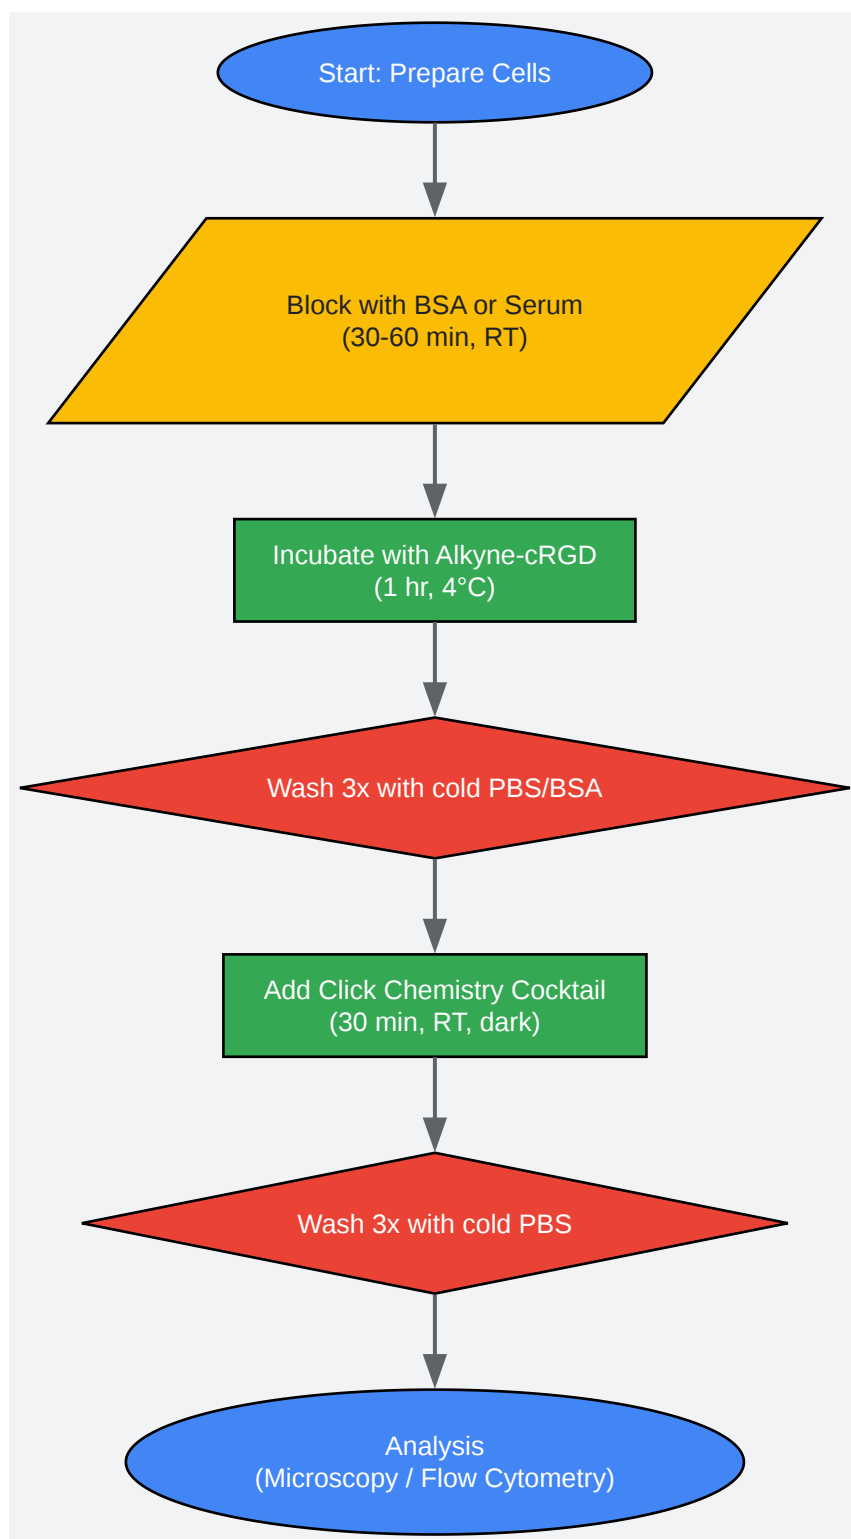 Start: Prepare Cells
Block with BSA or Serum
(30-60 min, RT)
Incubate with Alkyne-cRGD
(1 hr, 4°C)
Wash 3x with cold PBS/BSA
Add Click Chemistry Cocktail
(30 min, RT, dark)
Wash 3x with cold PBS
Analysis
(Microscopy / Flow Cytometry)